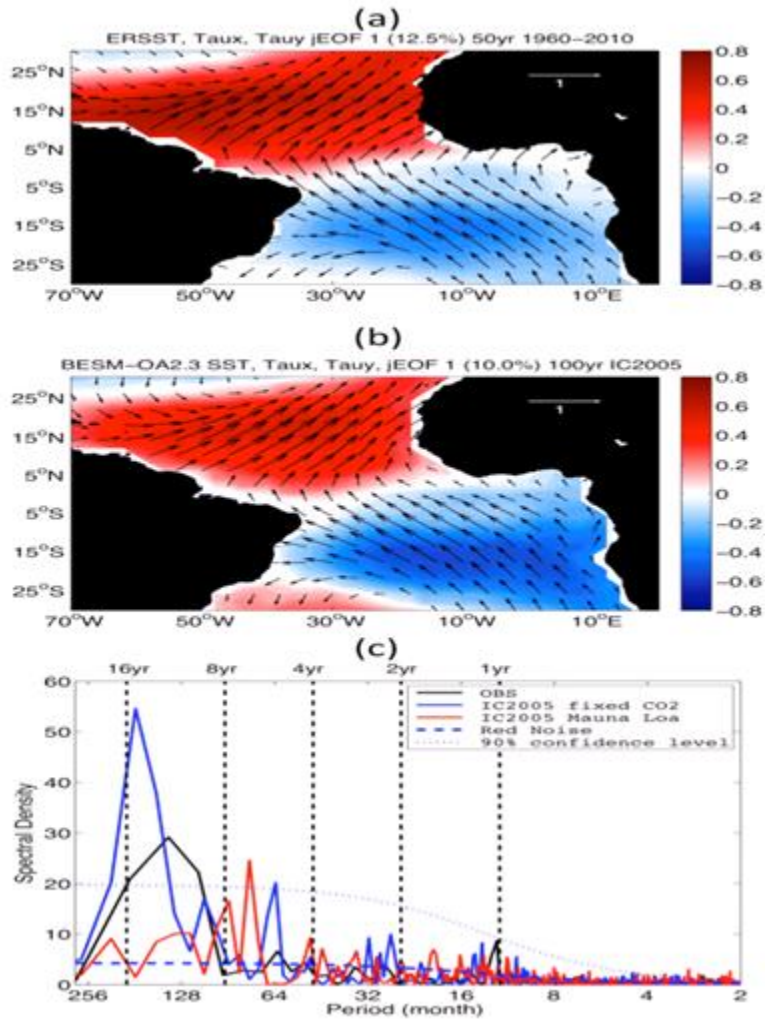 (a)
ERSST, Taux, Tauy jEOF 1 (12.5%) 50yr 1960-2010
25°N
15°N
5°N
5°S
15°S
25°S
70°W 50°W 30°W 10°W 10°E
1
0.8
0.6
0.4
0.2
0
-0.2
-0.4
-0.6
-0.8
(b)
BESM-OA2.3 SST, Taux, Tauy, jEOF 1 (10.0%) 100yr IC2005
25°N
15°N
5°N
5°S
15°S
25°S
70°W 50°W 30°W 10°W 10°E
1
0.8
0.6
0.4
0.2
0
-0.2
-0.4
-0.6
-0.8
(c)
16yr 8yr 4yr 2yr 1yr
60
50
40
30
20
10
0
Spectral Density
OBS
IC2005 fixed CO2
IC2005 Mauna Loa
Red Noise
90% confidence level
256 128 64 32 16 8 4 2
Period (month)